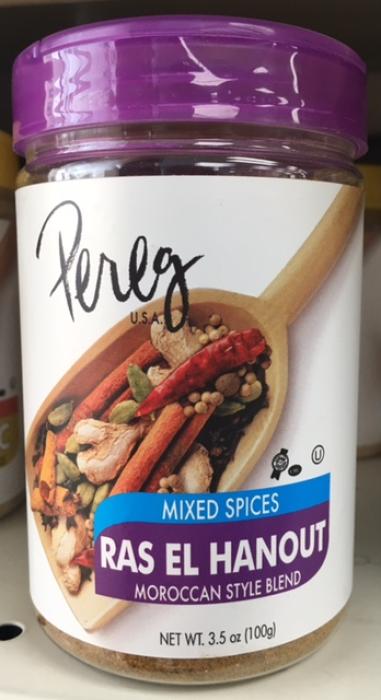 Pereg
U.S.A.
U
MIXED SPICES
RAS EL HANOUT
MOROCCAN STYLE BLEND
NET WT. 3.5 oz (100g)